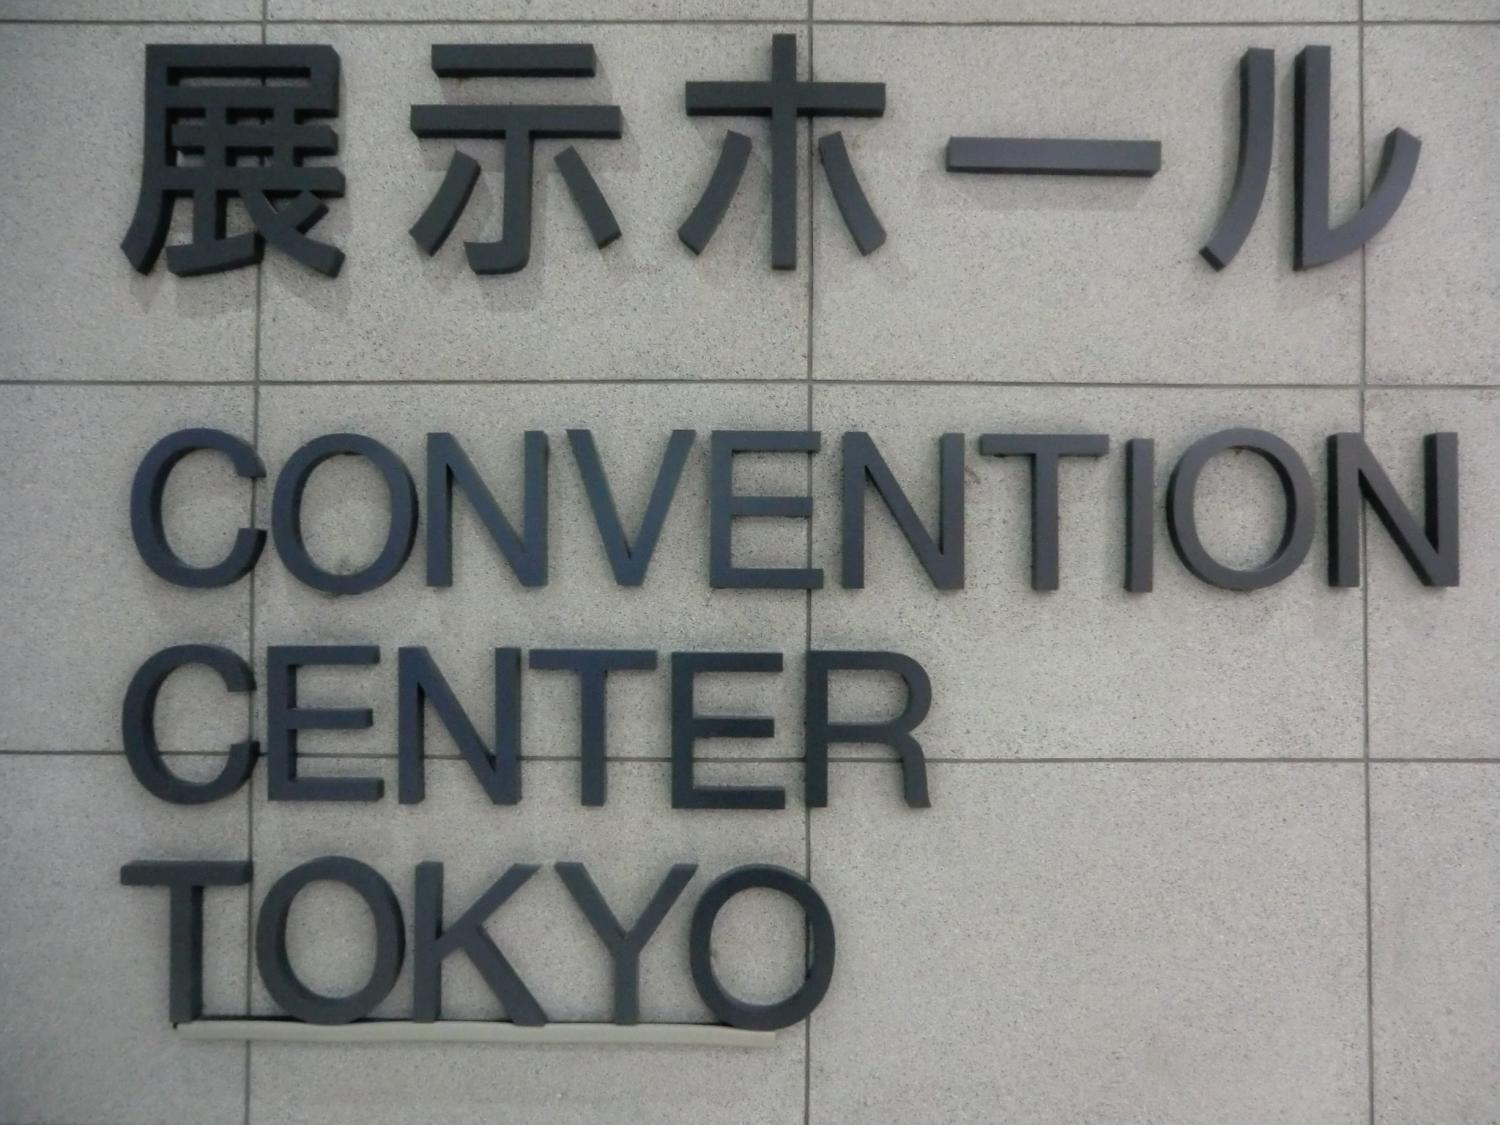 展示ホール
CONVENTION
CENTER
TOKYO